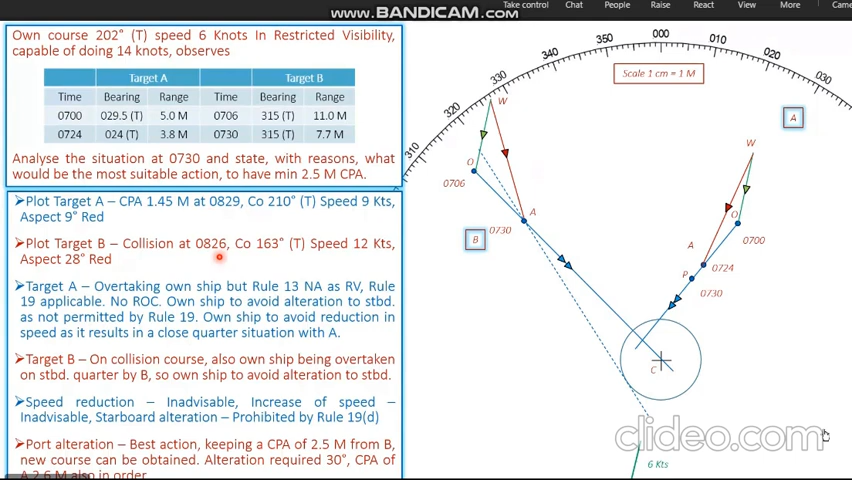 www.BANDICAM.com
Take control Chat People Raise React View More Came
Own course 202° (T) speed 6 Knots In Restricted Visibility,
capable of doing 14 knots, observes
Target A Target B
Time Bearing Range Time Bearing Range
0700 029.5 (T) 5.0 M 0706 315 (T) 11.0 M
0724 024 (T) 3.8 M 0730 315 (T) 7.7 M
Analyse the situation at 0730 and state, with reasons, what
would be the most suitable action, to have min 2.5 M CPA.
➢Plot Target A – CPA 1.45 M at 0829, Co 210° (T) Speed 9 Kts,
Aspect 9° Red
➢Plot Target B – Collision at 0826, Co 163° (T) Speed 12 Kts,
Aspect 28° Red
➢Target A – Overtaking own ship but Rule 13 NA as RV, Rule
19 applicable. No ROC. Own ship to avoid alteration to stbd.
as not permitted by Rule 19. Own ship to avoid reduction in
speed as it results in a close quarter situation with A.
➢Target B – On collision course, also own ship being overtaken
on stbd. quarter by B, so own ship to avoid alteration to stbd.
➢Speed reduction – Inadvisable, Increase of speed –
Inadvisable, Starboard alteration – Prohibited by Rule 19(d)
➢Port alteration – Best action, keeping a CPA of 2.5 M from B,
new course can be obtained. Alteration required 30°, CPA of
A 2.6 M also in order
310
320
330
350
000
010
020
030
Scale 1 cm = 1 M
W
O
0706
A
0730
B
A
W
O
0700
A
0724
P
0730
C
6 Kts
clideo.com